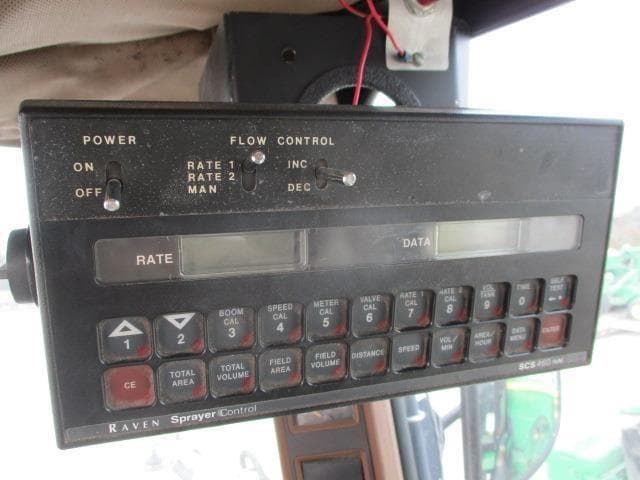 POWER
FLOW CONTROL
ON
OFF
RATE 1
RATE 2
MAN
INC
DEC
RATE
DATA
1
2
BOOM CAL 3
SPEED CAL 4
METER CAL 5
VALVE CAL 6
RATE 1 CAL 7
RATE 2 CAL 8
VOL TANK 9
TIME 0
SELF TEST
CE
TOTAL AREA
TOTAL VOLUME
FIELD AREA
FIELD VOLUME
DISTANCE
SPEED
VOL/ MIN
AREA/ HOUR
DATA MENU
ENTER
RAVEN Sprayer Control
SCS 460